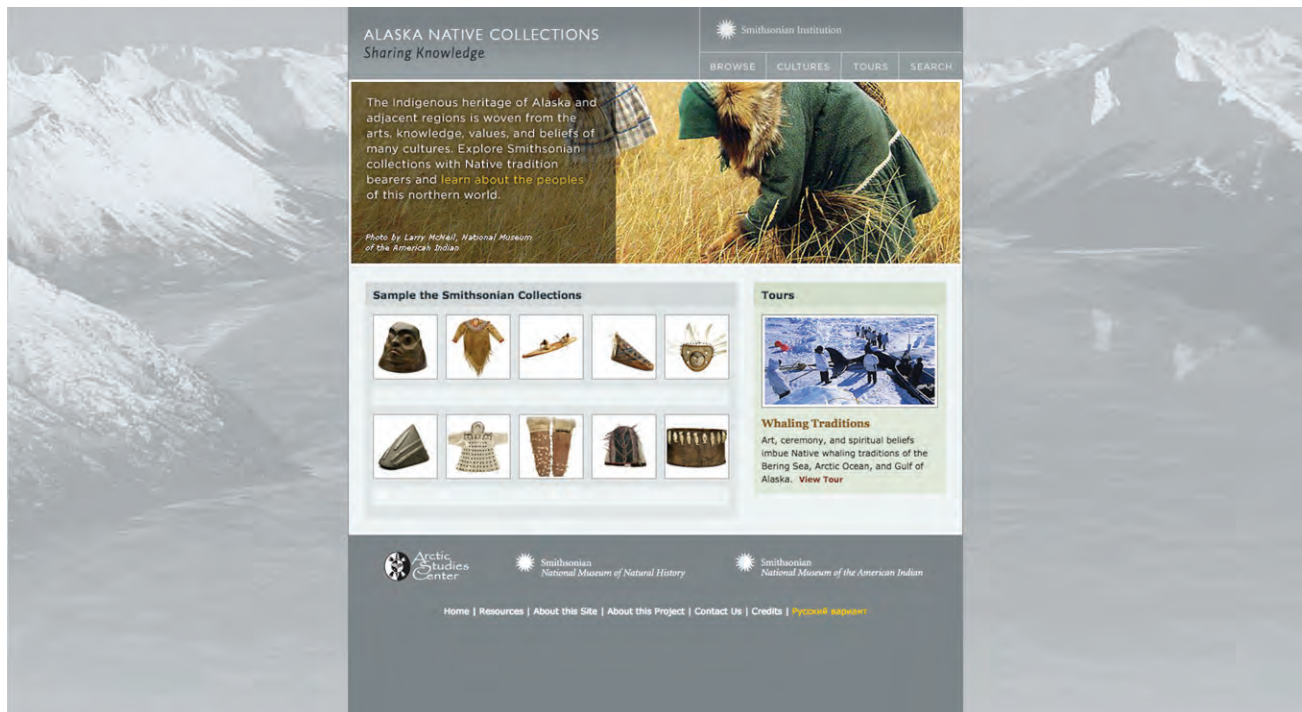 ALASKA NATIVE COLLECTIONS
Sharing Knowledge
Smithsonian Institution
BROWSE
CULTURES
TOURS
SEARCH
The Indigenous heritage of Alaska and
adjacent regions is woven from the
arts, knowledge, values, and beliefs of
many cultures. Explore Smithsonian
collections with Native tradition
bearers and learn about the peoples
of this northern world.
Photo by Larry McNeil, National Museum
of the American Indian
Sample the Smithsonian Collections
Tours
Whaling Traditions
Art, ceremony, and spiritual beliefs
imbue Native whaling traditions of the
Bering Sea, Arctic Ocean, and Gulf of
Alaska. View Tour
Arctic
Studies
Center
Smithsonian
National Museum of Natural History
Smithsonian
National Museum of the American Indian
Home | Resources | About this Site | About this Project | Contact Us | Credits | Русский вариант